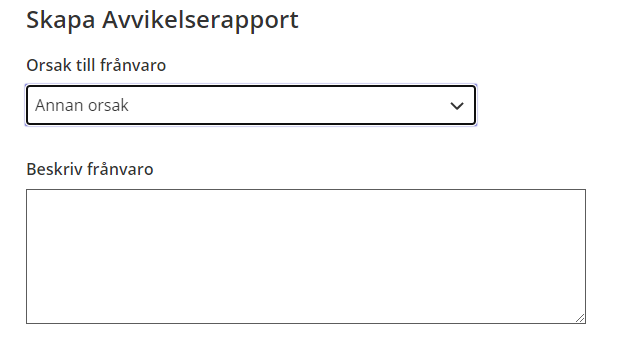 Skapa Avvikelserapport
Orsak till frånvaro
Annan orsak
Beskriv frånvaro